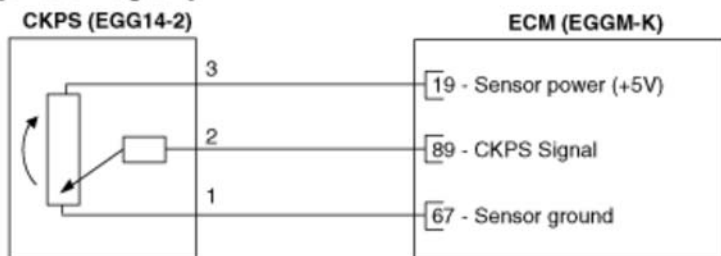 CKPS (EGG14-2)
ECM (EGGM-K)
3
19 - Sensor power (+5V)
2
89 - CKPS Signal
1
67 - Sensor ground